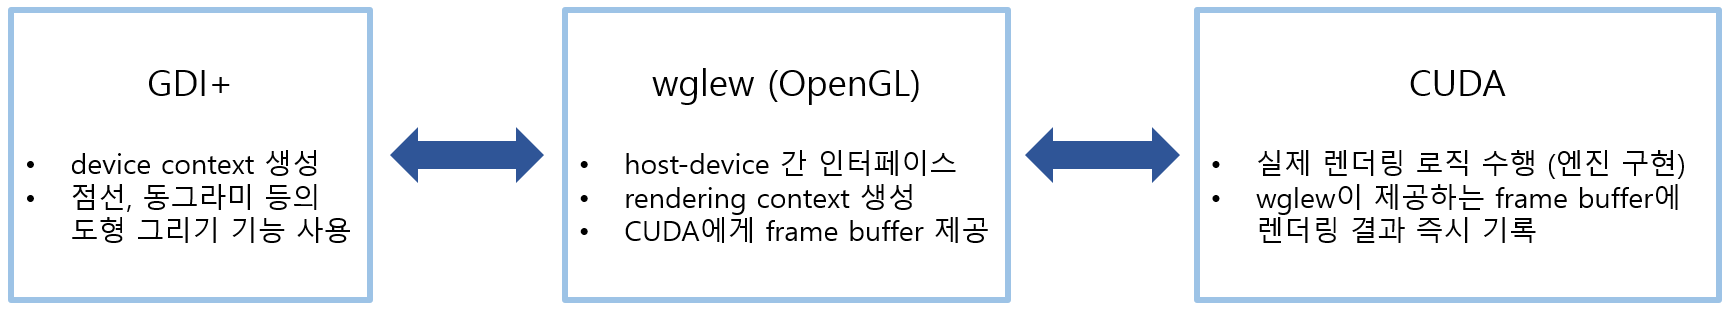 GDI+
• device context 생성
• 점선, 동그라미 등의
도형 그리기 기능 사용
wglew (OpenGL)
• host-device 간 인터페이스
• rendering context 생성
• CUDA에게 frame buffer 제공
CUDA
• 실제 렌더링 로직 수행 (엔진 구현)
• wglew이 제공하는 frame buffer에
렌더링 결과 즉시 기록